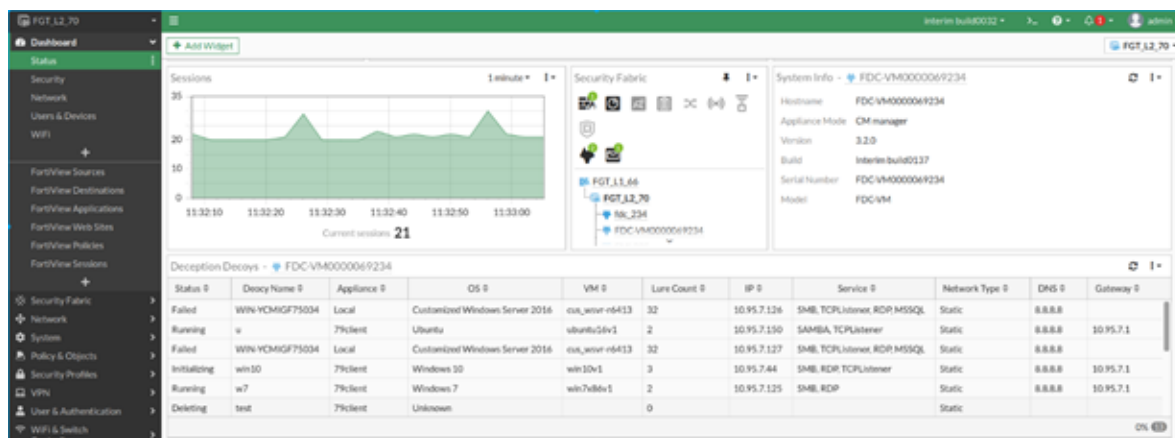 FGT_L2_70
Interim build0032
>_
1
admin
Dashboard
Status
Security
Network
Users & Devices
WiFi
+
FortiView Sources
FortiView Destinations
FortiView Applications
FortiView Web Sites
FortiView Policies
FortiView Sessions
+
Security Fabric
Network
System
Policy & Objects
Security Profiles
VPN
User & Authentication
WiFi & Switch
+ Add Widget
FGT_L2_70
Sessions
1 minute
35
20
10
0
11:32:10 11:32:20 11:32:30 11:32:40 11:32:50 11:33:00
Current sessions 21
Security Fabric
FGT_L1_66
FGT_L2_70
fdc_234
FDC-VM0000069234
System Info - FDC-VM0000069234
Hostname FDC-VM0000069234
Appliance Mode CM manager
Version 3.2.0
Build Interim build0137
Serial Number FDC-VM0000069234
Model FDC-VM
Deception Decoys - FDC-VM0000069234
Status Deocy Name Appliance OS VM Lure Count IP Service Network Type DNS Gateway
Failed WIN-YCMIGF75034 Local Customized Windows Server 2016 cus_wsvr-r6413 32 10.95.7.126 SMB, TCPListener, RDP, MSSQL Static 8.8.8.8
Running u 79client Ubuntu ubuntu16v1 2 10.95.7.150 SAMBA, TCPListener Static 8.8.8.8 10.95.7.1
Failed WIN-YCMIGF75034 Local Customized Windows Server 2016 cus_wsvr-r6413 32 10.95.7.127 SMB, TCPListener, RDP, MSSQL Static 8.8.8.8
Initializing win10 79client Windows 10 win10v1 3 10.95.7.44 SMB, RDP, TCPListener Static 8.8.8.8 10.95.7.1
Running w7 79client Windows 7 win7x86v1 2 10.95.7.125 SMB, RDP Static 8.8.8.8 10.95.7.1
Deleting test 79client Unknown 0 Static
0%